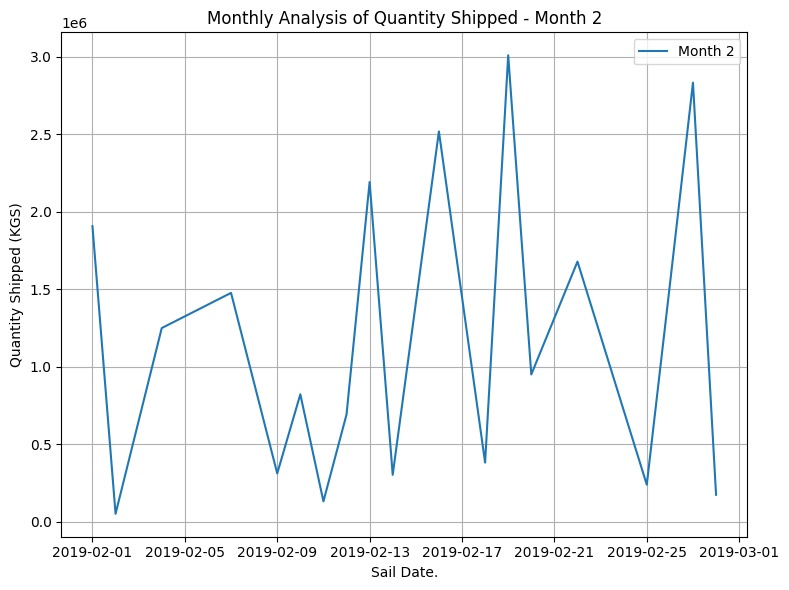 Monthly Analysis of Quantity Shipped - Month 2
1e6
Month 2
3.0
2.5
2.0
1.5
1.0
0.5
0.0
Quantity Shipped (KGS)
2019-02-01 2019-02-05 2019-02-09 2019-02-13 2019-02-17 2019-02-21 2019-02-25 2019-03-01
Sail Date.